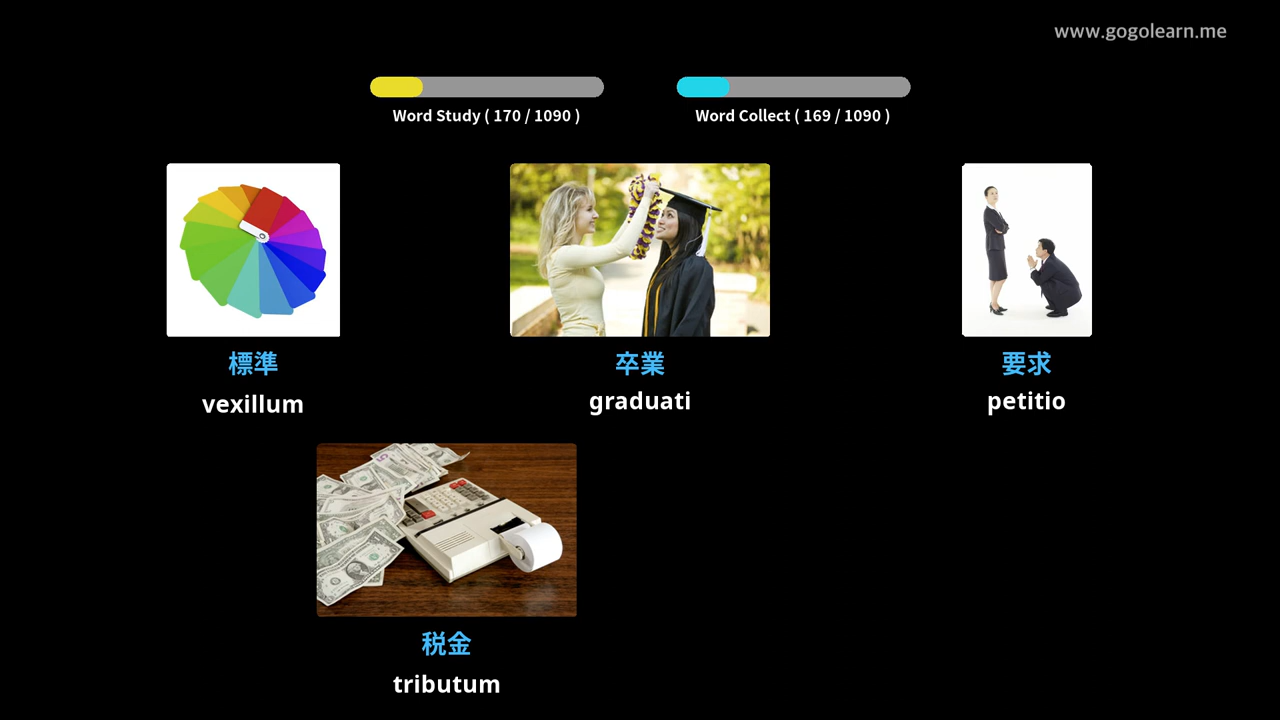 www.gogolearn.me
Word Study ( 170 / 1090 )
Word Collect ( 169 / 1090 )
標準
vexillum
卒業
graduati
要求
petitio
税金
tributum